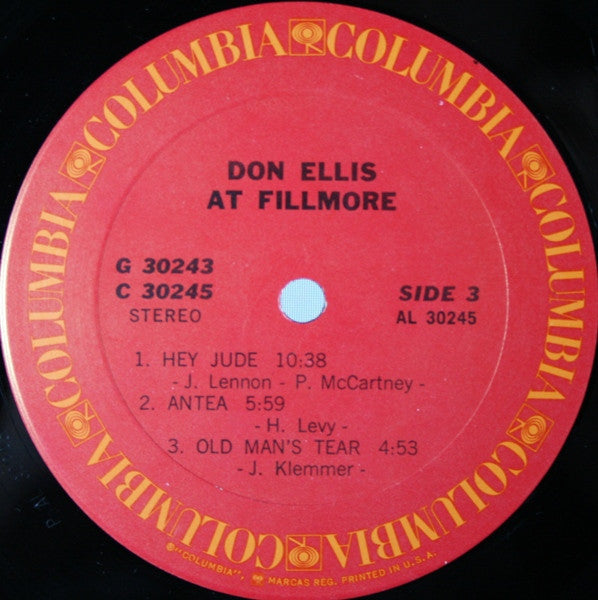 COLUMBIA COLUMBIA COLUMBIA COLUMBIA COLUMBIA COLUMBIA
DON ELLIS
AT FILLMORE
G 30243
C 30245 SIDE 3
STEREO AL 30245
1. HEY JUDE 10:38
- J. Lennon - P. McCartney -
2. ANTEA 5:59
- H. Levy -
3. OLD MAN'S TEAR 4:53
- J. Klemmer -
®"COLUMBIA", MARCAS REG. PRINTED IN U.S.A.